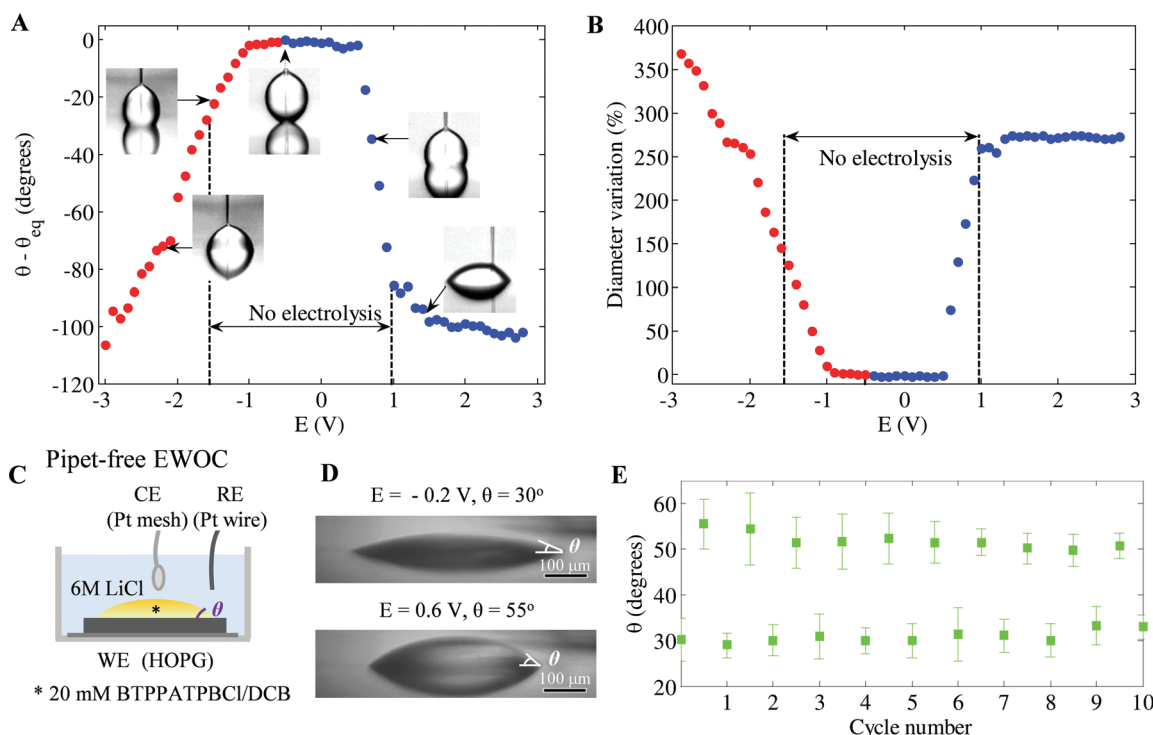 A
θ - θeq (degrees)
0
-20
-40
-60
-80
-100
-120
No electrolysis
-3
-2
-1
0
1
2
3
E (V)
B
Diameter variation (%)
400
350
300
250
200
150
100
50
0
No electrolysis
-3
-2
-1
0
1
2
3
E (V)
C
Pipet-free EWOC
CE
(Pt mesh)
RE
(Pt wire)
6M LiCl
*
θ
WE (HOPG)
* 20 mM BTPPATPBCl/DCB
D
E = - 0.2 V, θ = 30º
θ
100 μm
E = 0.6 V, θ = 55º
θ
100 μm
E
θ (degrees)
60
50
40
30
20
1
2
3
4
5
6
7
8
9
10
Cycle number